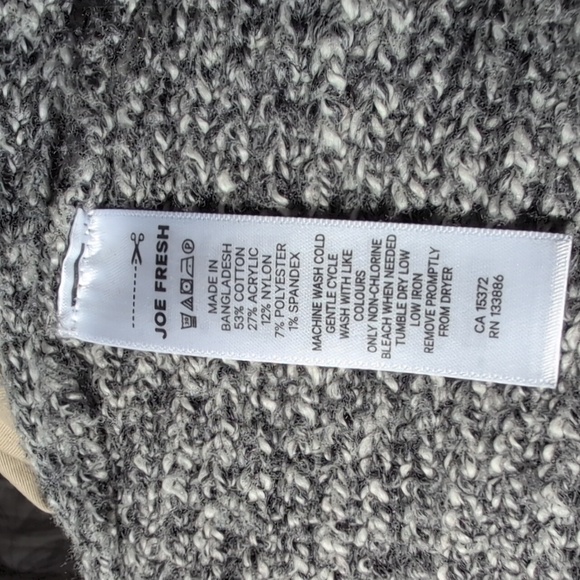 JOE FRESH
MADE IN
BANGLADESH
53% COTTON
27% ACRYLIC
12% NYLON
7% POLYESTER
1% SPANDEX
MACHINE WASH COLD
GENTLE CYCLE
WASH WITH LIKE
COLOURS
ONLY NON-CHLORINE
BLEACH WHEN NEEDED
TUMBLE DRY LOW
LOW IRON
REMOVE PROMPTLY
FROM DRYER
CA 15372
RN 133886